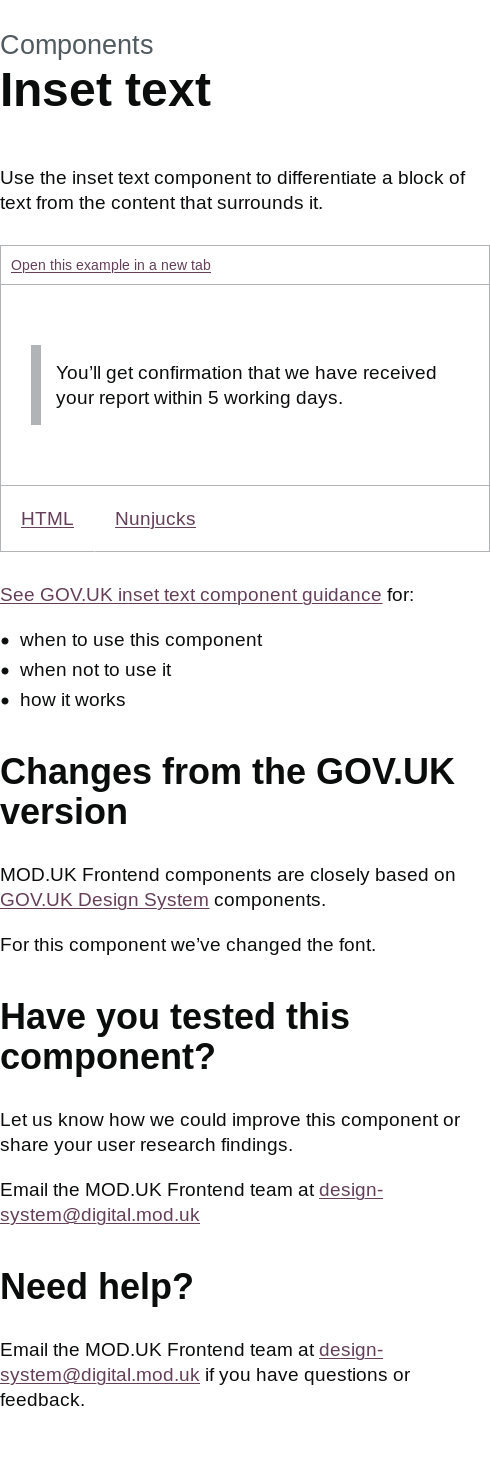 Components
Inset text
Use the inset text component to differentiate a block of
text from the content that surrounds it.
Open this example in a new tab
You’ll get confirmation that we have received
your report within 5 working days.
HTML Nunjucks
See GOV.UK inset text component guidance for:
• when to use this component
• when not to use it
• how it works
Changes from the GOV.UK
version
MOD.UK Frontend components are closely based on
GOV.UK Design System components.
For this component we’ve changed the font.
Have you tested this
component?
Let us know how we could improve this component or
share your user research findings.
Email the MOD.UK Frontend team at design-
system@digital.mod.uk
Need help?
Email the MOD.UK Frontend team at design-
system@digital.mod.uk if you have questions or
feedback.